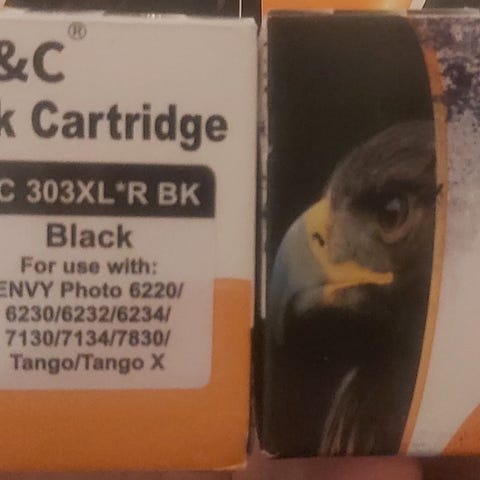 &C®
k Cartridge
C 303XL*R BK
Black
For use with:
ENVY Photo 6220/
6230/6232/6234/
7130/7134/7830/
Tango/Tango X